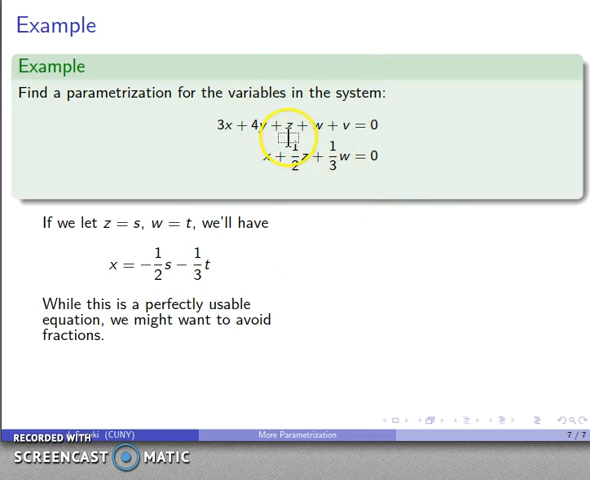 Example
Example
Find a parametrization for the variables in the system:
3x + 4y + z + w + v = 0
x + 1/2 z + 1/3 w = 0
If we let z = s, w = t, we'll have
x = −1/2 s − 1/3 t
While this is a perfectly usable
equation, we might want to avoid
fractions.
(CUNY) More Parametrization 7 / 7
RECORDED WITH
SCREENCAST MATIC